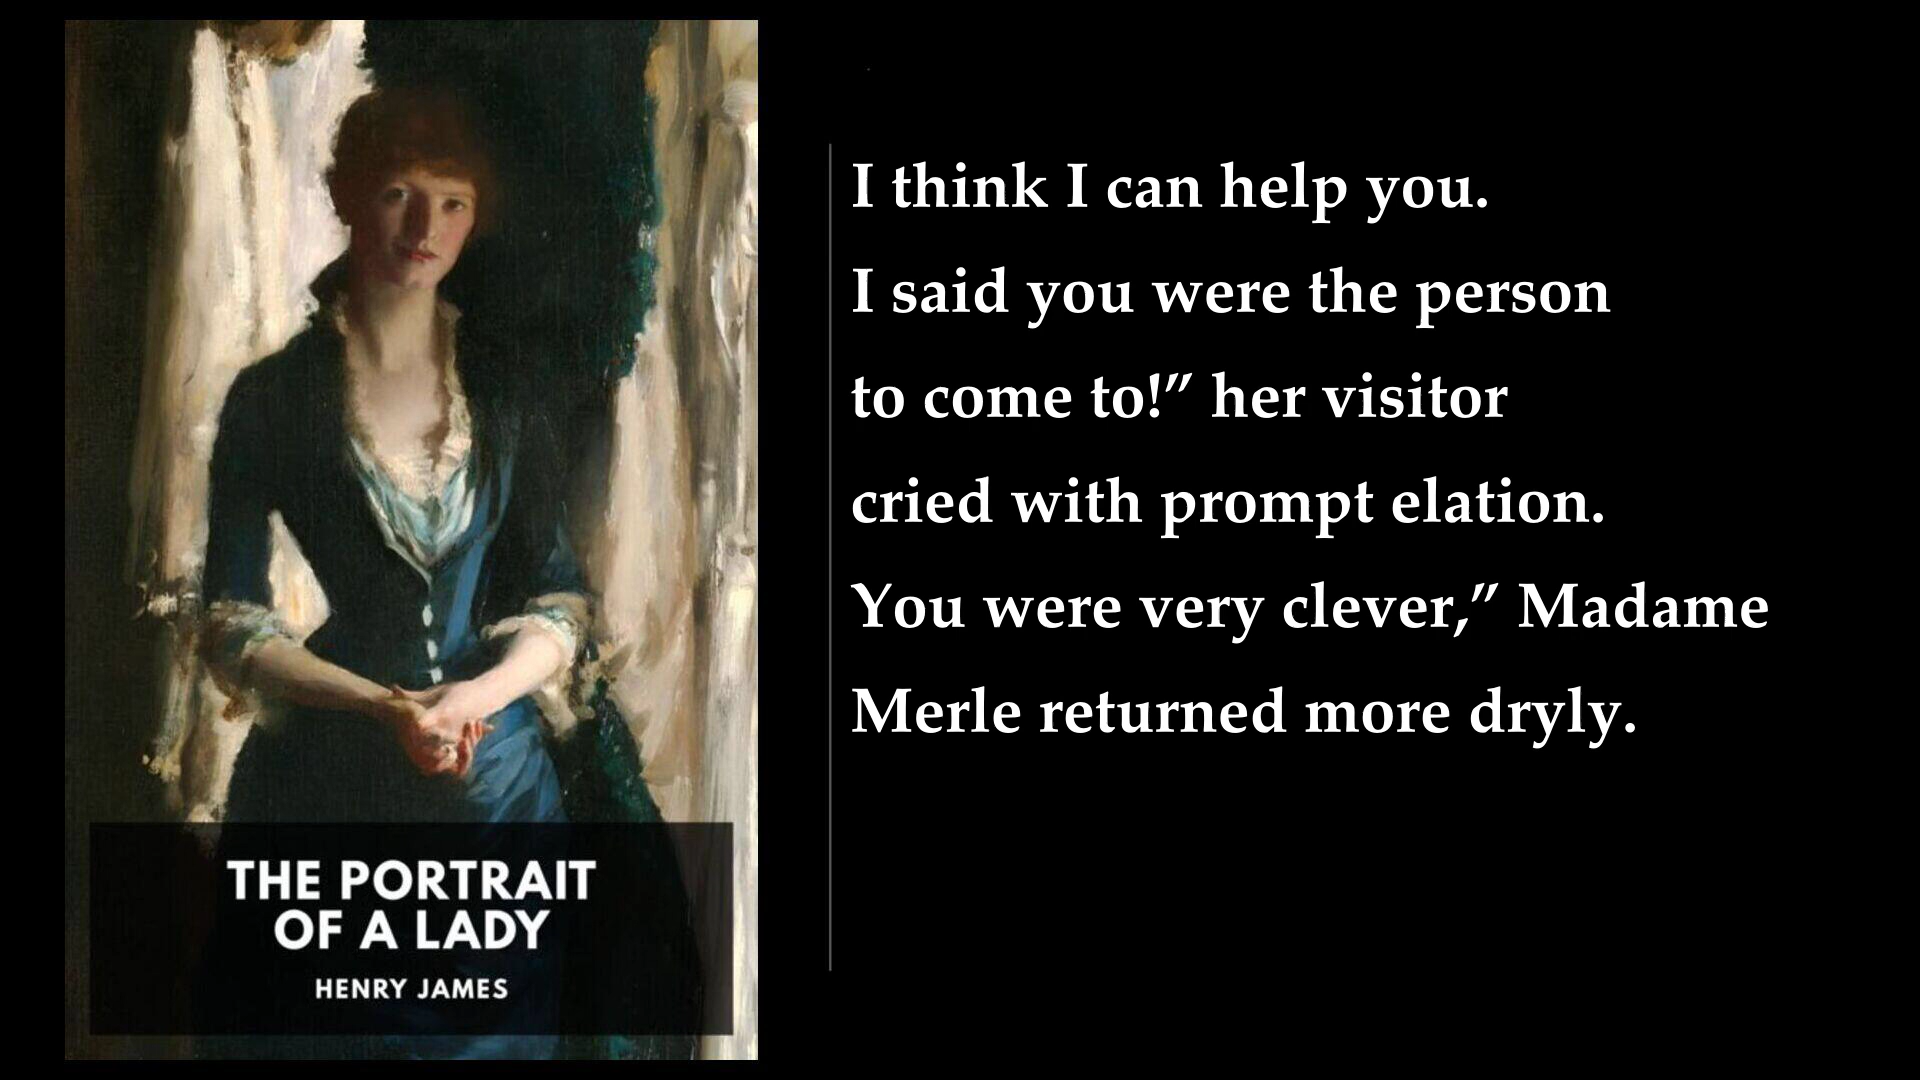 I think I can help you.
I said you were the person
to come to!” her visitor
cried with prompt elation.
You were very clever,” Madame
Merle returned more dryly.
THE PORTRAIT
OF A LADY
HENRY JAMES